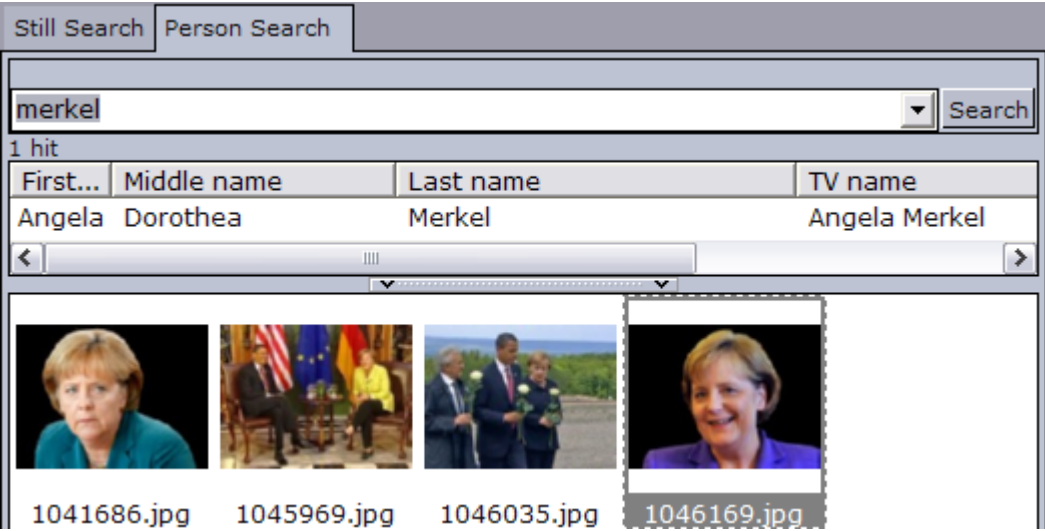 Still Search Person Search
merkel Search
1 hit
First... Middle name Last name TV name
Angela Dorothea Merkel Angela Merkel
1041686.jpg 1045969.jpg 1046035.jpg 1046169.jpg